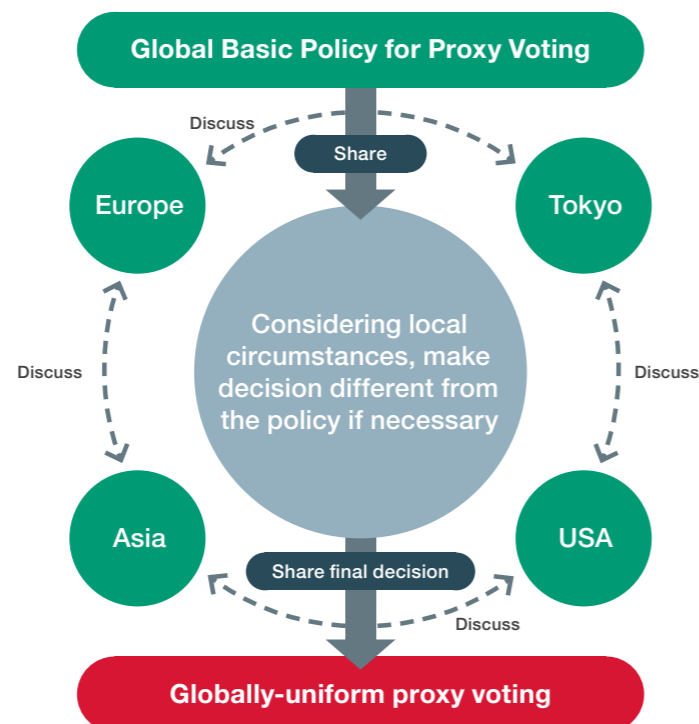 Global Basic Policy for Proxy Voting
Discuss
Share
Europe
Tokyo
Considering local
circumstances, make
decision different from
the policy if necessary
Discuss
Discuss
Asia
USA
Share final decision
Discuss
Globally-uniform proxy voting